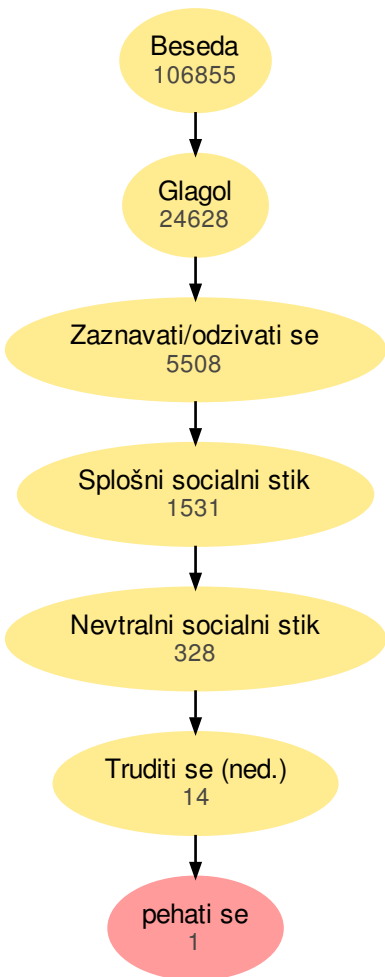 Beseda
106855
Glagol
24628
Zaznavati/odzivati se
5508
Splošni socialni stik
1531
Nevtralni socialni stik
328
Truditi se (ned.)
14
pehati se
1